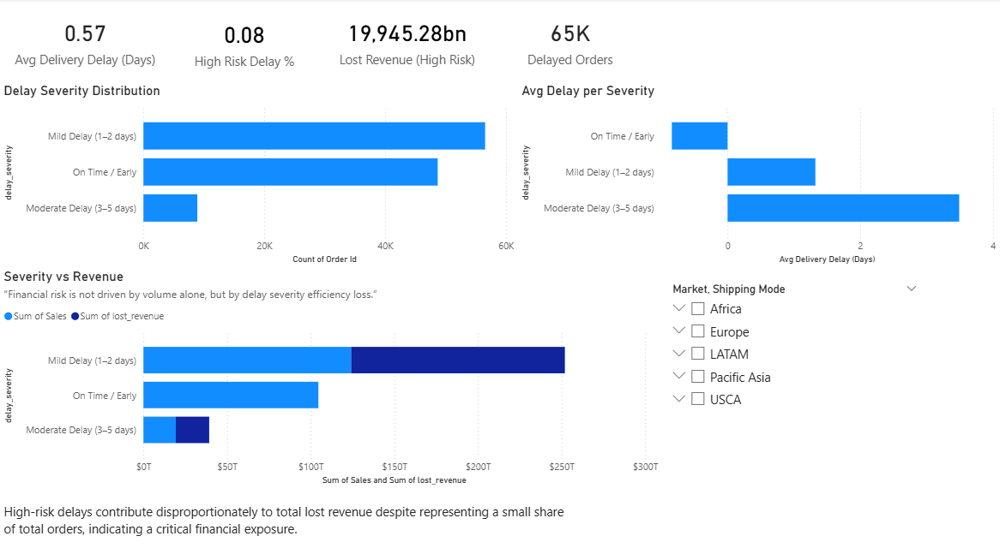 0.57
Avg Delivery Delay (Days)
0.08
High Risk Delay %
19,945.28bn
Lost Revenue (High Risk)
65K
Delayed Orders
Delay Severity Distribution
delay_severity
Mild Delay (1–2 days)
On Time / Early
Moderate Delay (3–5 days)
0K 20K 40K 60K
Count of Order Id
Avg Delay per Severity
delay_severity
On Time / Early
Mild Delay (1–2 days)
Moderate Delay (3–5 days)
0 2 4
Avg Delivery Delay (Days)
Severity vs Revenue
“Financial risk is not driven by volume alone, but by delay severity efficiency loss.”
Sum of Sales Sum of lost_revenue
delay_severity
Mild Delay (1–2 days)
On Time / Early
Moderate Delay (3–5 days)
$0T $50T $100T $150T $200T $250T $300T
Sum of Sales and Sum of lost_revenue
Market, Shipping Mode
Africa
Europe
LATAM
Pacific Asia
USCA
High-risk delays contribute disproportionately to total lost revenue despite representing a small share
of total orders, indicating a critical financial exposure.